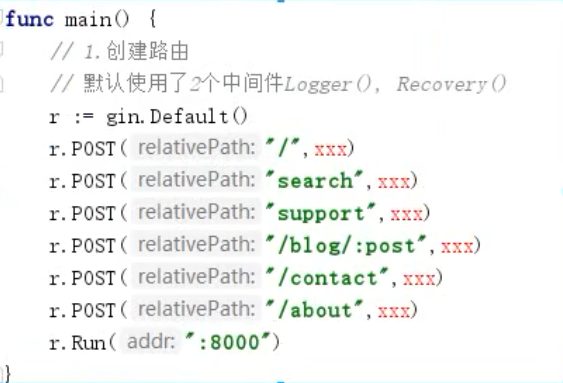 func main() {
// 1.创建路由
// 默认使用了2个中间件Logger(), Recovery()
r := gin.Default()
r.POST( relativePath: "/",xxx)
r.POST( relativePath: "search",xxx)
r.POST( relativePath: "support",xxx)
r.POST( relativePath: "/blog/:post",xxx)
r.POST( relativePath: "/contact",xxx)
r.POST( relativePath: "/about",xxx)
r.Run( addr: ":8000")
}